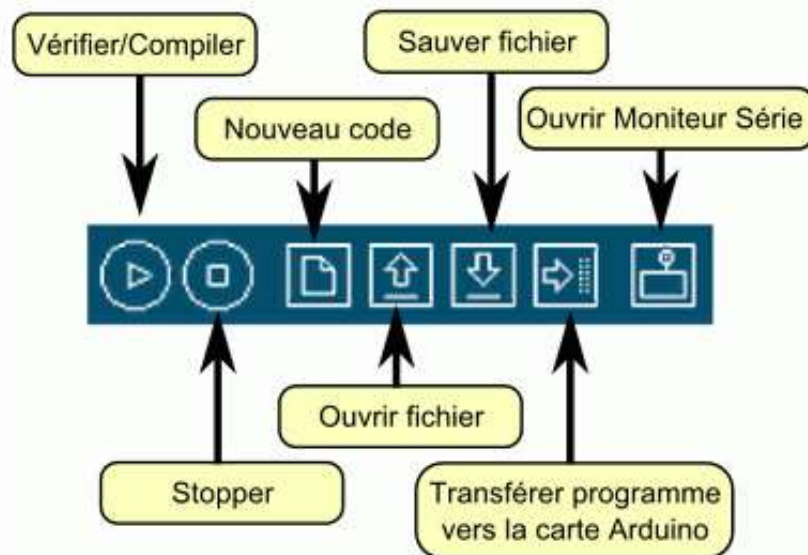 Vérifier/Compiler
Sauver fichier
Nouveau code
Ouvrir Moniteur Série
Ouvrir fichier
Stopper
Transférer programme
vers la carte Arduino